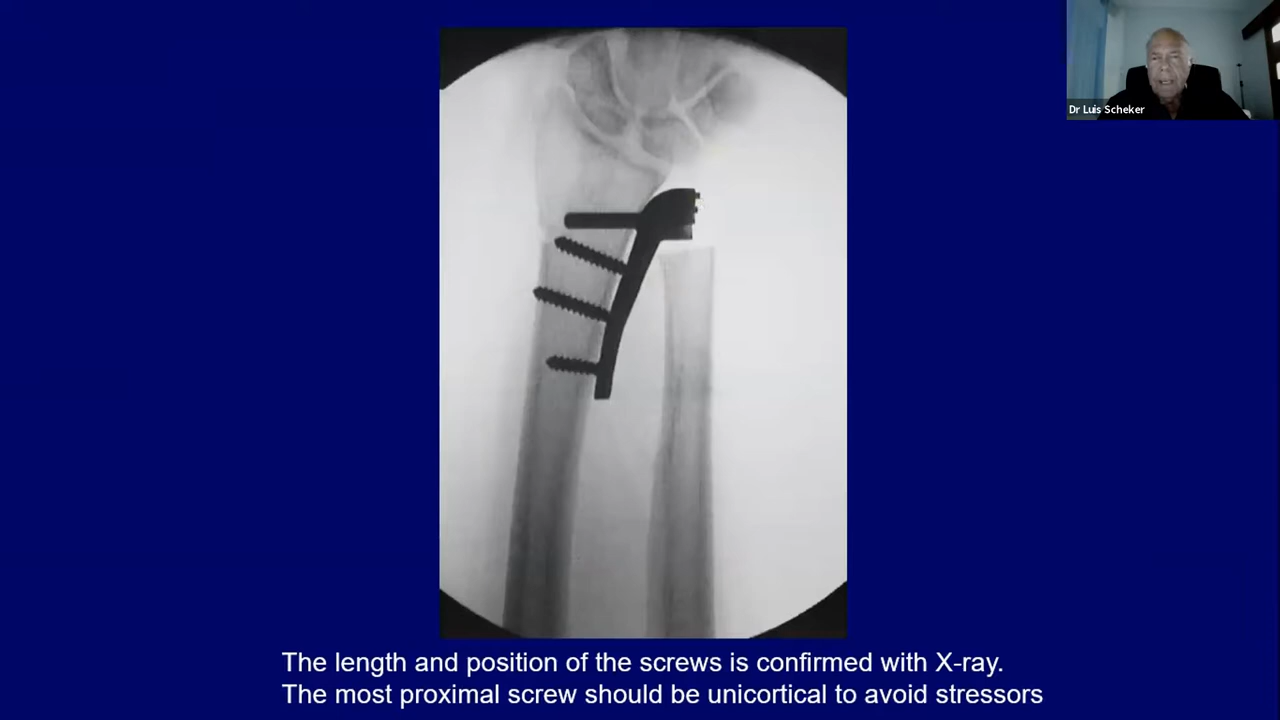 Dr Luis Scheker
The length and position of the screws is confirmed with X-ray.
The most proximal screw should be unicortical to avoid stressors